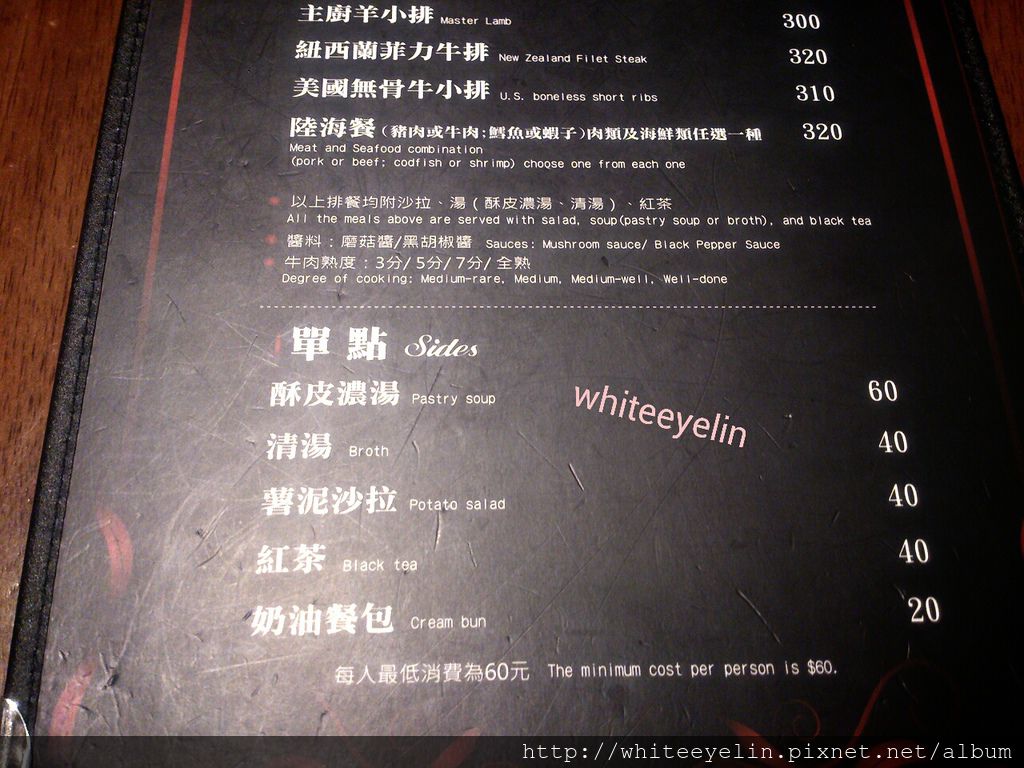 主廚羊小排 Master Lamb 300
紐西蘭菲力牛排 New Zealand Filet Steak 320
美國無骨牛小排 U.S. boneless short ribs 310
陸海餐(豬肉或牛肉;鱈魚或蝦子)肉類及海鮮類任選一種 320
Meat and Seafood combination
(pork or beef; codfish or shrimp) choose one from each one
以上排餐均附沙拉、湯(酥皮濃湯、清湯)、紅茶
All the meals above are served with salad, soup(pastry soup or broth), and black tea
醬料:磨菇醬/黑胡椒醬 Sauces: Mushroom sauce/ Black Pepper Sauce
牛肉熟度:3分/5分/7分/全熟
Degree of cooking: Medium-rare, Medium, Medium-well, Well-done
單點 Sides
酥皮濃湯 Pastry soup 60
清湯 Broth 40
薯泥沙拉 Potato salad 40
紅茶 Black tea 40
奶油餐包 Cream bun 20
每人最低消費為60元 The minimum cost per person is $60.
whiteeyelin
http://whiteeyelin.pixnet.net/album